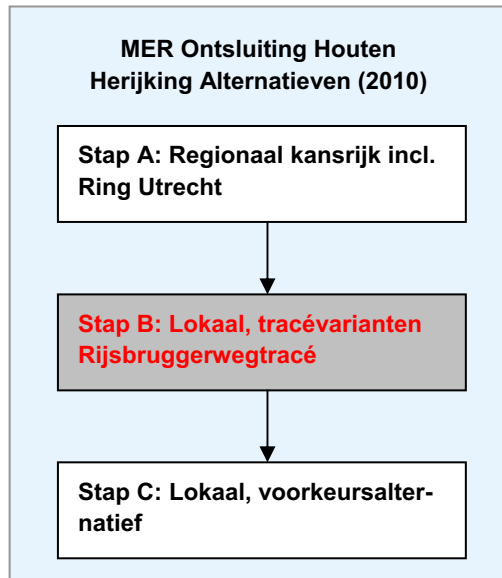 MER Ontsluiting Houten
Herijking Alternatieven (2010)
Stap A: Regionaal kansrijk incl.
Ring Utrecht
Stap B: Lokaal, tracévarianten
Rijsbruggerwegtracé
Stap C: Lokaal, voorkeursalter-
natief